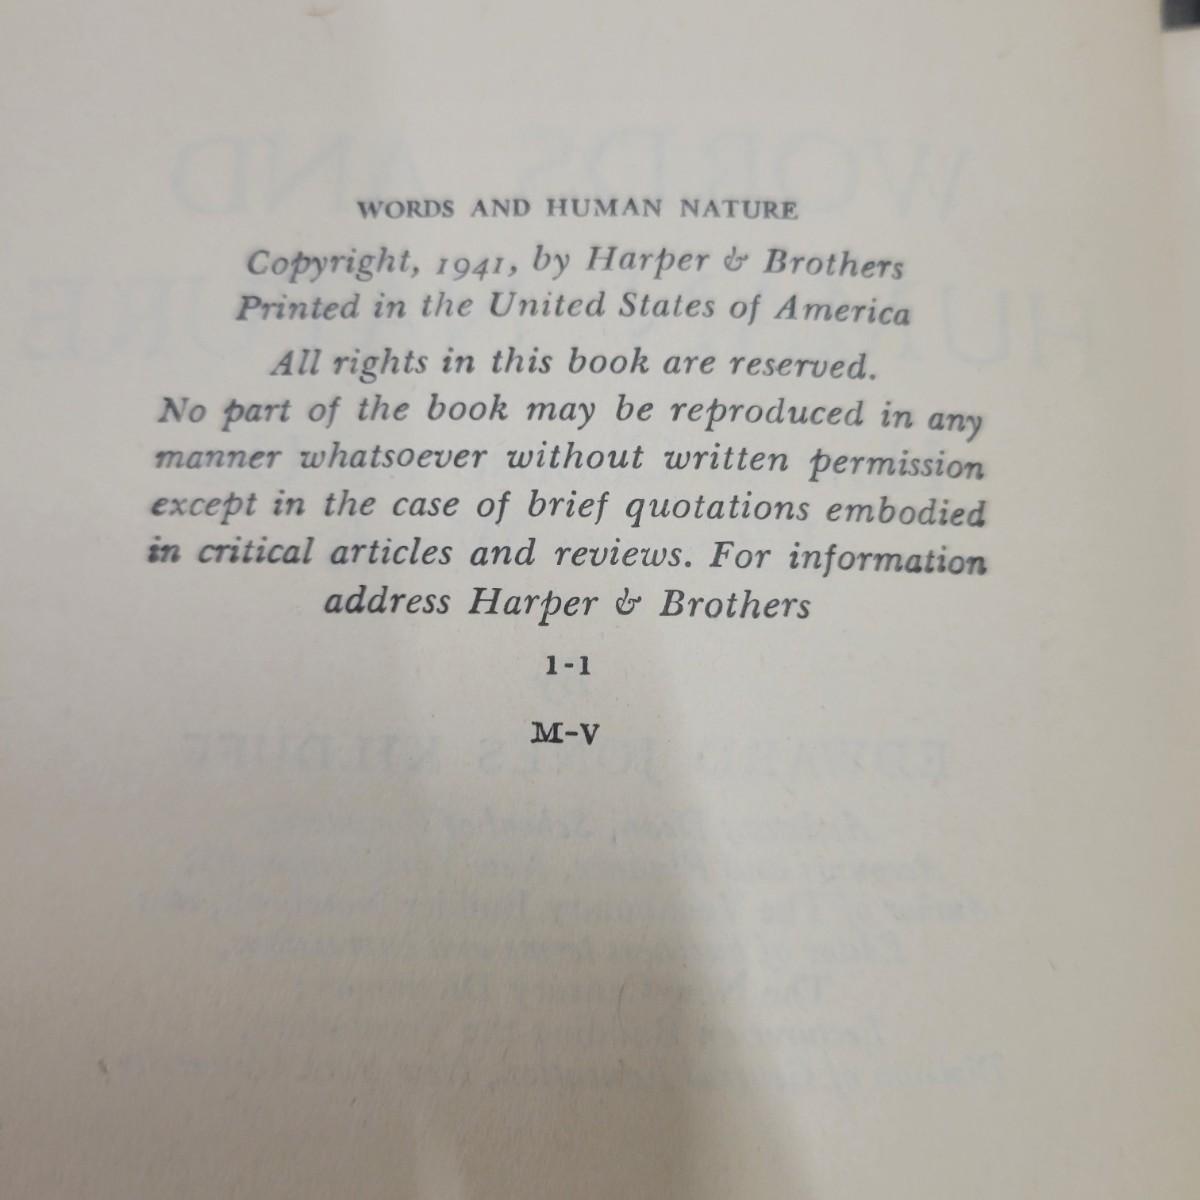 WORDS AND HUMAN NATURE
Copyright, 1941, by Harper & Brothers
Printed in the United States of America
All rights in this book are reserved.
No part of the book may be reproduced in any
manner whatsoever without written permission
except in the case of brief quotations embodied
in critical articles and reviews. For information
address Harper & Brothers
1-1
M-V